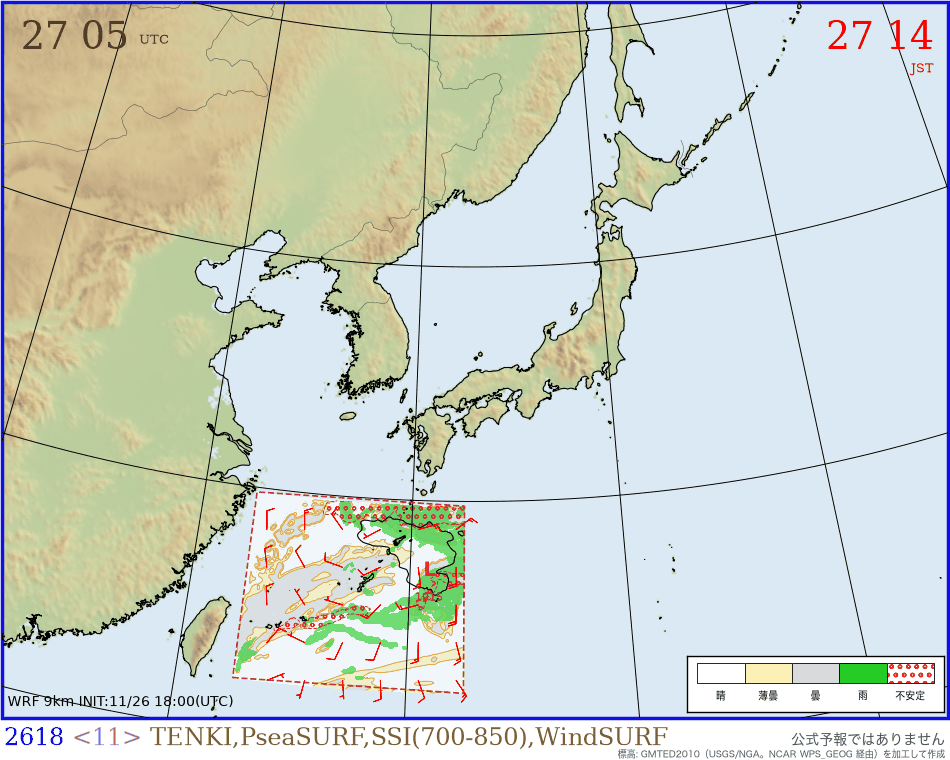 27 05 UTC
27 14
JST
晴 薄曇 曇 雨 不安定
WRF 9km INIT:11/26 18:00(UTC)
2618 <11> TENKI,PseaSURF,SSI(700-850),WindSURF
公式予報ではありません
標高: GMTED2010（USGS/NGA。NCAR WPS_GEOG 経由）を加工して作成